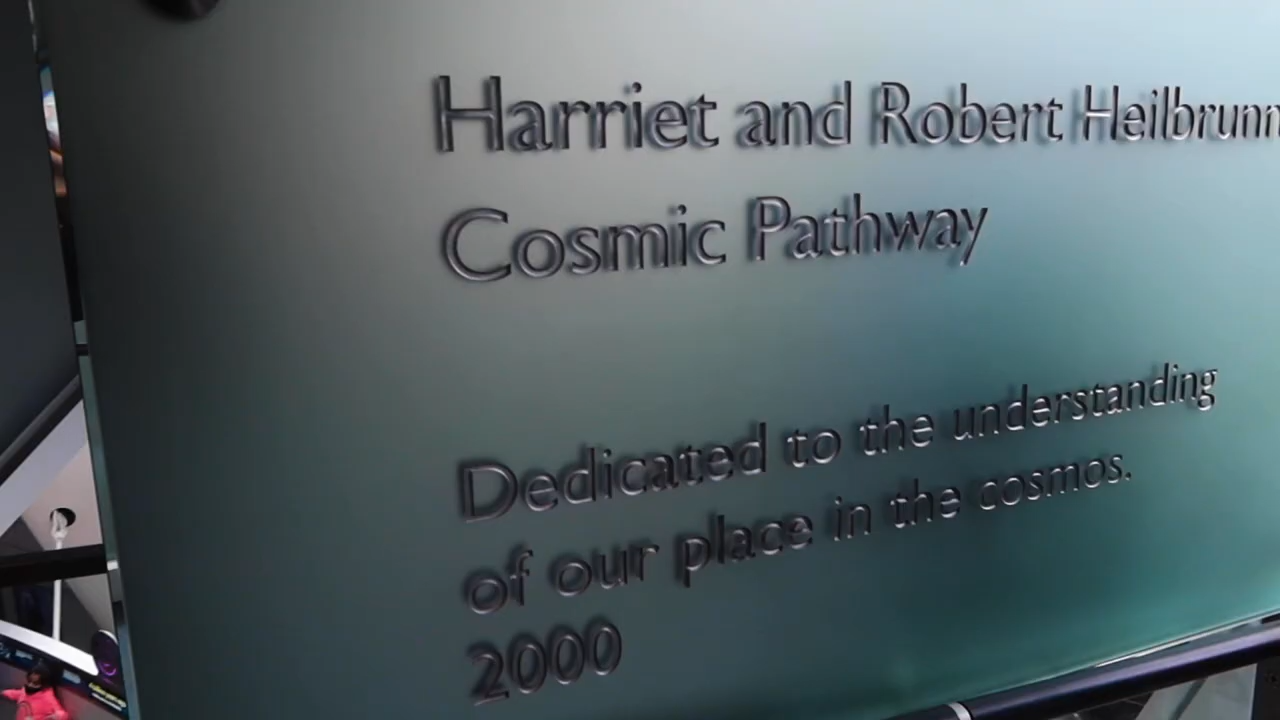 Harriet and Robert Heilbrunn
Cosmic Pathway
Dedicated to the understanding
of our place in the cosmos.
2000